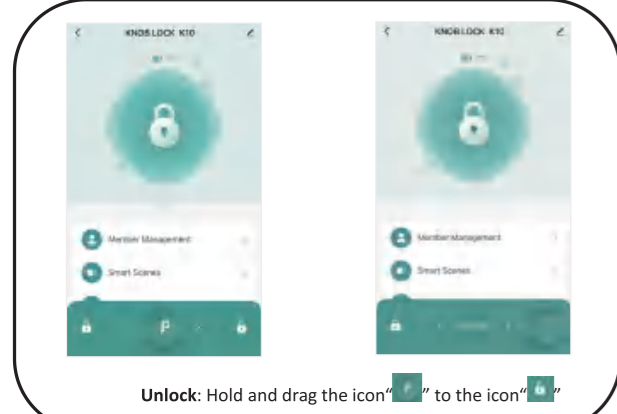 KNOB LOCK K10
KNOB LOCK K10
Member Management
Member Management
Smart Scenes
Smart Scenes
Unlock: Hold and drag the icon“ ” to the icon“ ”